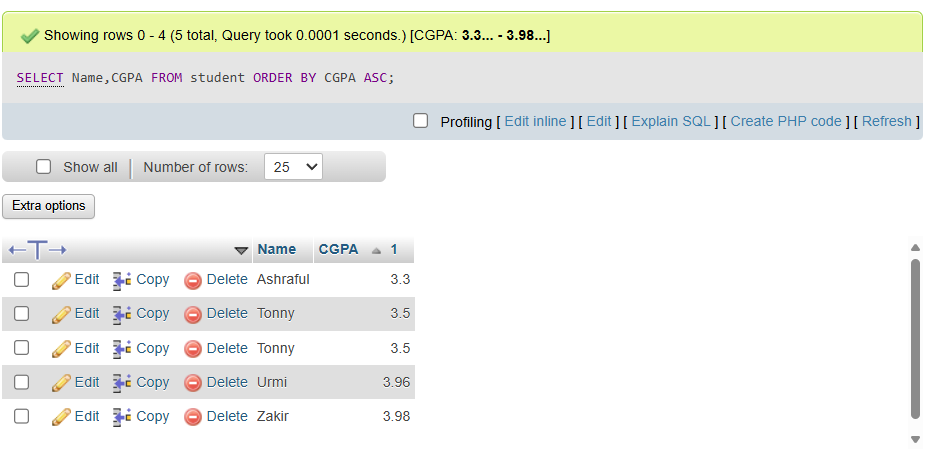 Showing rows 0 - 4 (5 total, Query took 0.0001 seconds.) [CGPA: 3.3... - 3.98...]
SELECT Name,CGPA FROM student ORDER BY CGPA ASC;
Profiling [ Edit inline ] [ Edit ] [ Explain SQL ] [ Create PHP code ] [ Refresh ]
Show all Number of rows: 25
Extra options
Name CGPA 1
Edit Copy Delete Ashraful 3.3
Edit Copy Delete Tonny 3.5
Edit Copy Delete Tonny 3.5
Edit Copy Delete Urmi 3.96
Edit Copy Delete Zakir 3.98